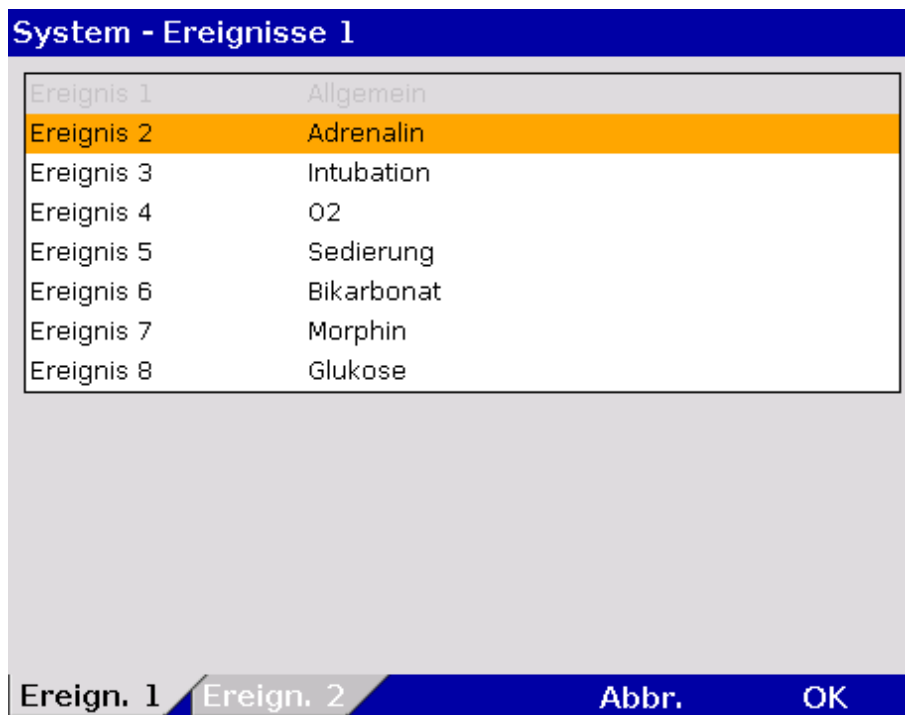 System - Ereignisse 1
Ereignis 1 Allgemein
Ereignis 2 Adrenalin
Ereignis 3 Intubation
Ereignis 4 O2
Ereignis 5 Sedierung
Ereignis 6 Bikarbonat
Ereignis 7 Morphin
Ereignis 8 Glukose
Ereign. 1 Ereign. 2 Abbr. OK